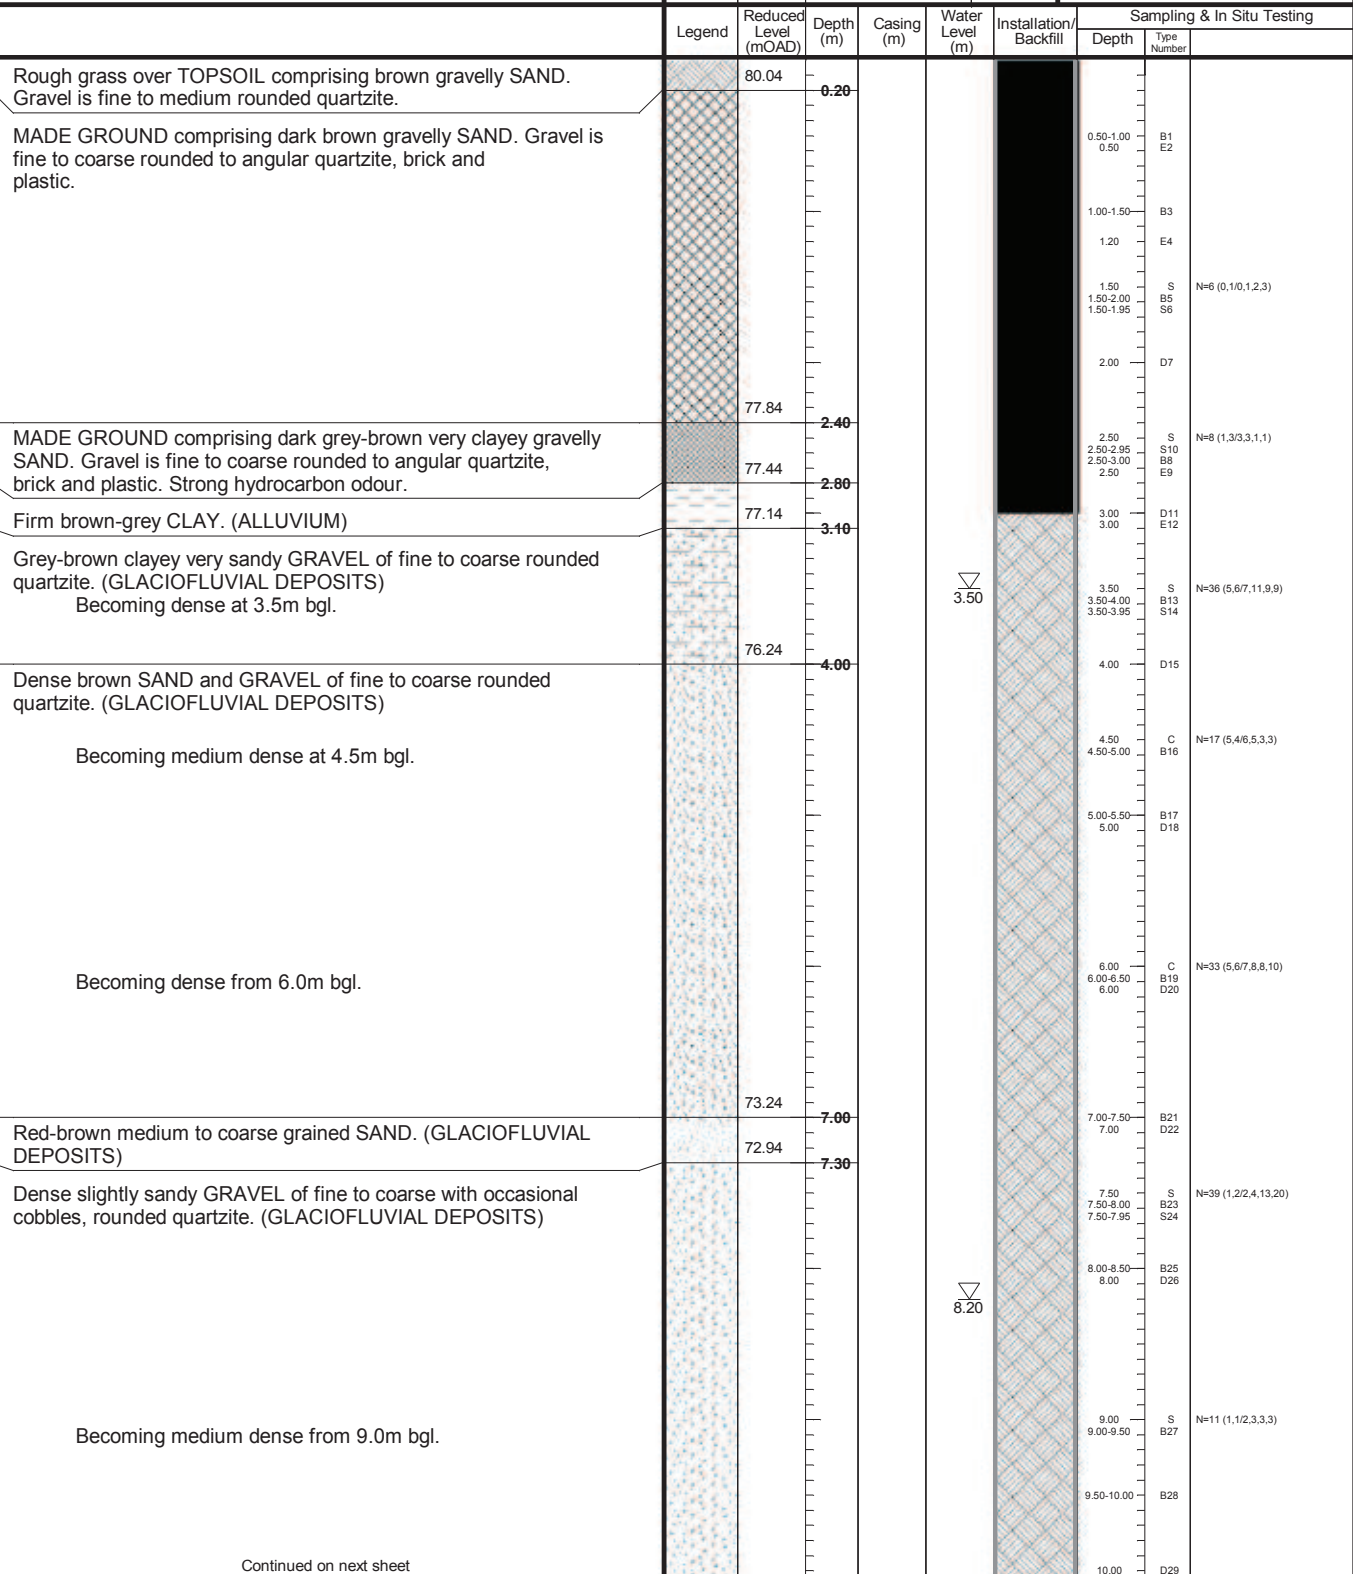 Legend
Reduced Level (mOAD)
Depth (m)
Casing (m)
Water Level (m)
Installation/ Backfill
Sampling & In Situ Testing
Depth
Type Number
Rough grass over TOPSOIL comprising brown gravelly SAND.
Gravel is fine to medium rounded quartzite.
80.04
0.20
MADE GROUND comprising dark brown gravelly SAND. Gravel is
fine to coarse rounded to angular quartzite, brick and
plastic.
0.50-1.00 B1
0.50 E2
1.00-1.50 B3
1.20 E4
1.50 S N=6 (0,1/0,1,2,3)
1.50-2.00 B5
1.50-1.95 S6
2.00 D7
77.84
2.40
MADE GROUND comprising dark grey-brown very clayey gravelly
SAND. Gravel is fine to coarse rounded to angular quartzite,
brick and plastic. Strong hydrocarbon odour.
2.50 S N=8 (1,3/3,3,1,1)
2.50-2.95 S10
2.50-3.00 B8
2.50 E9
77.44
2.80
Firm brown-grey CLAY. (ALLUVIUM)
77.14
3.10
3.00 D11
3.00 E12
Grey-brown clayey very sandy GRAVEL of fine to coarse rounded
quartzite. (GLACIOFLUVIAL DEPOSITS)
Becoming dense at 3.5m bgl.
3.50
3.50 S N=36 (5,6/7,11,9,9)
3.50-4.00 B13
3.50-3.95 S14
76.24
4.00
4.00 D15
Dense brown SAND and GRAVEL of fine to coarse rounded
quartzite. (GLACIOFLUVIAL DEPOSITS)
Becoming medium dense at 4.5m bgl.
4.50 C N=17 (5,4/6,5,3,3)
4.50-5.00 B16
5.00-5.50 B17
5.00 D18
Becoming dense from 6.0m bgl.
6.00 C N=33 (5,6/7,8,8,10)
6.00-6.50 B19
6.00 D20
73.24
7.00
7.00-7.50 B21
7.00 D22
Red-brown medium to coarse grained SAND. (GLACIOFLUVIAL
DEPOSITS)
72.94
7.30
Dense slightly sandy GRAVEL of fine to coarse with occasional
cobbles, rounded quartzite. (GLACIOFLUVIAL DEPOSITS)
7.50 S N=39 (1,2/2,4,13,20)
7.50-8.00 B23
7.50-7.95 S24
8.00-8.50 B25
8.00 D26
8.20
Becoming medium dense from 9.0m bgl.
9.00 S N=11 (1,1/2,3,3,3)
9.00-9.50 B27
9.50-10.00 B28
Continued on next sheet
10.00 D29